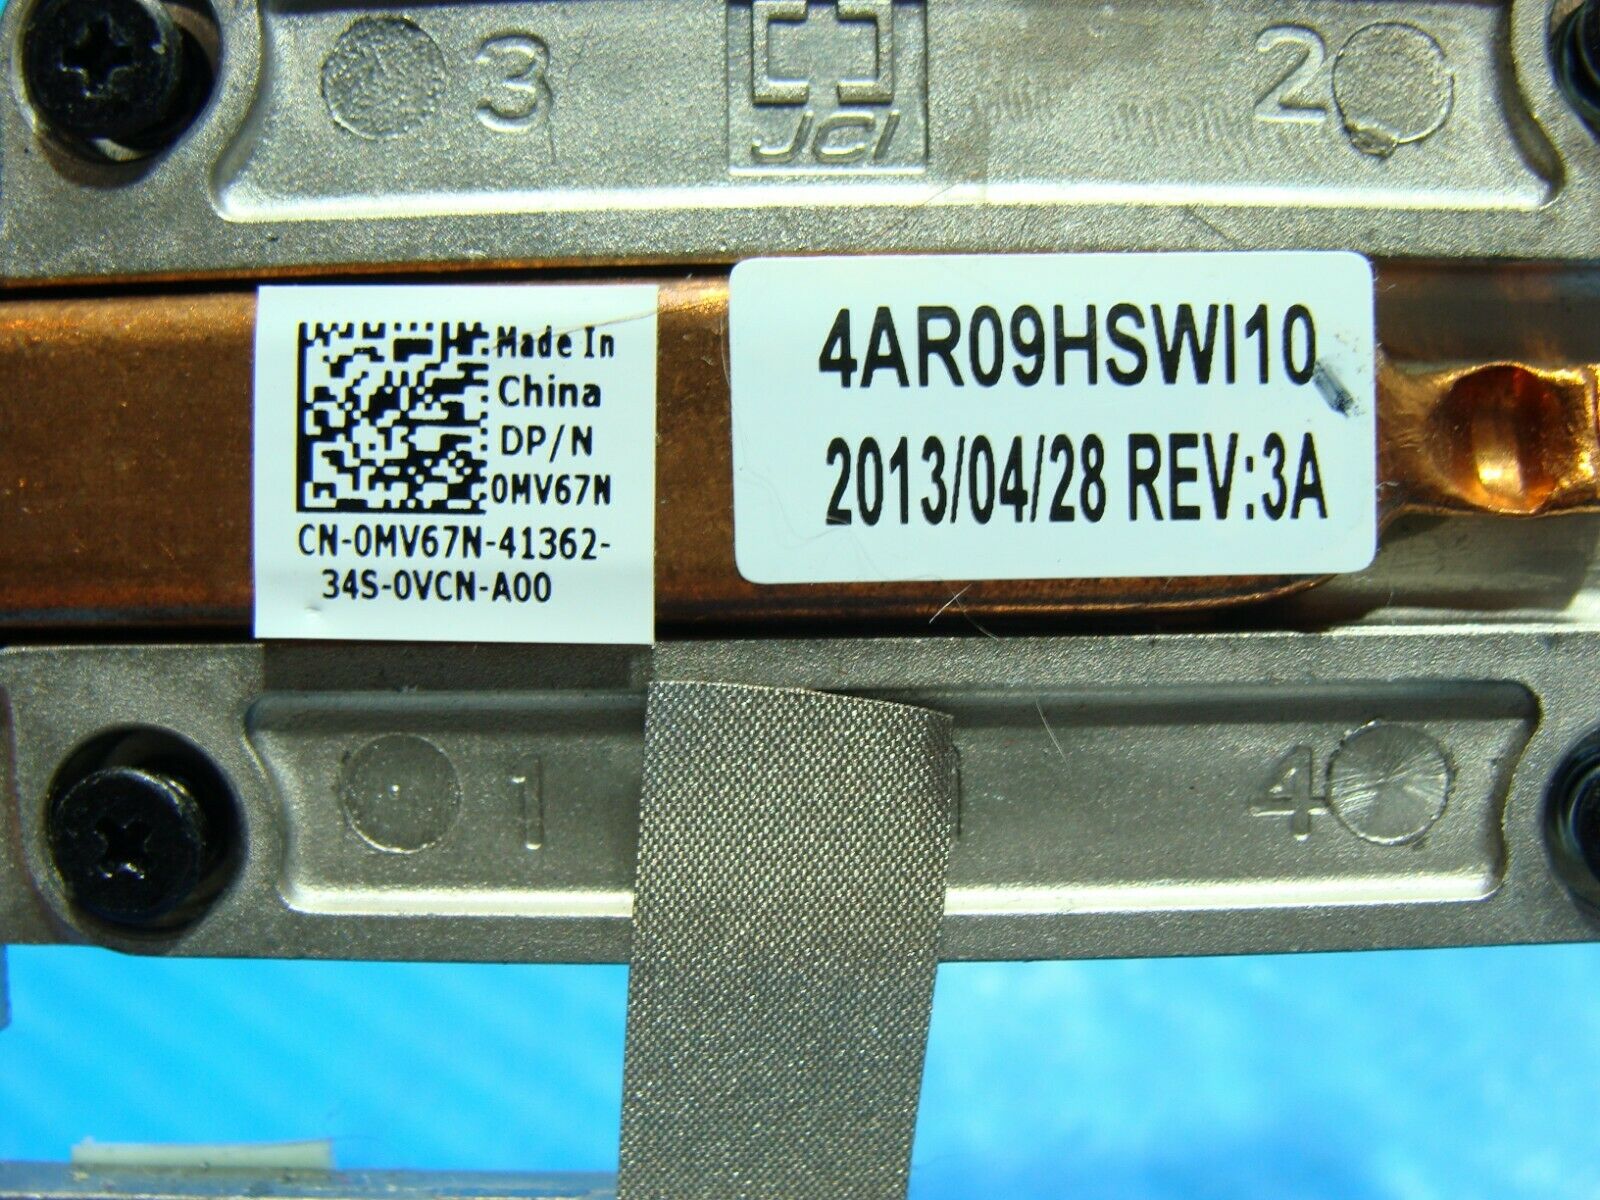 3
JCI
2
Made In
China
DP/N
0MV67N
CN-0MV67N-41362-
34S-0VCN-A00
4AR09HSWI10
2013/04/28 REV:3A
1
4